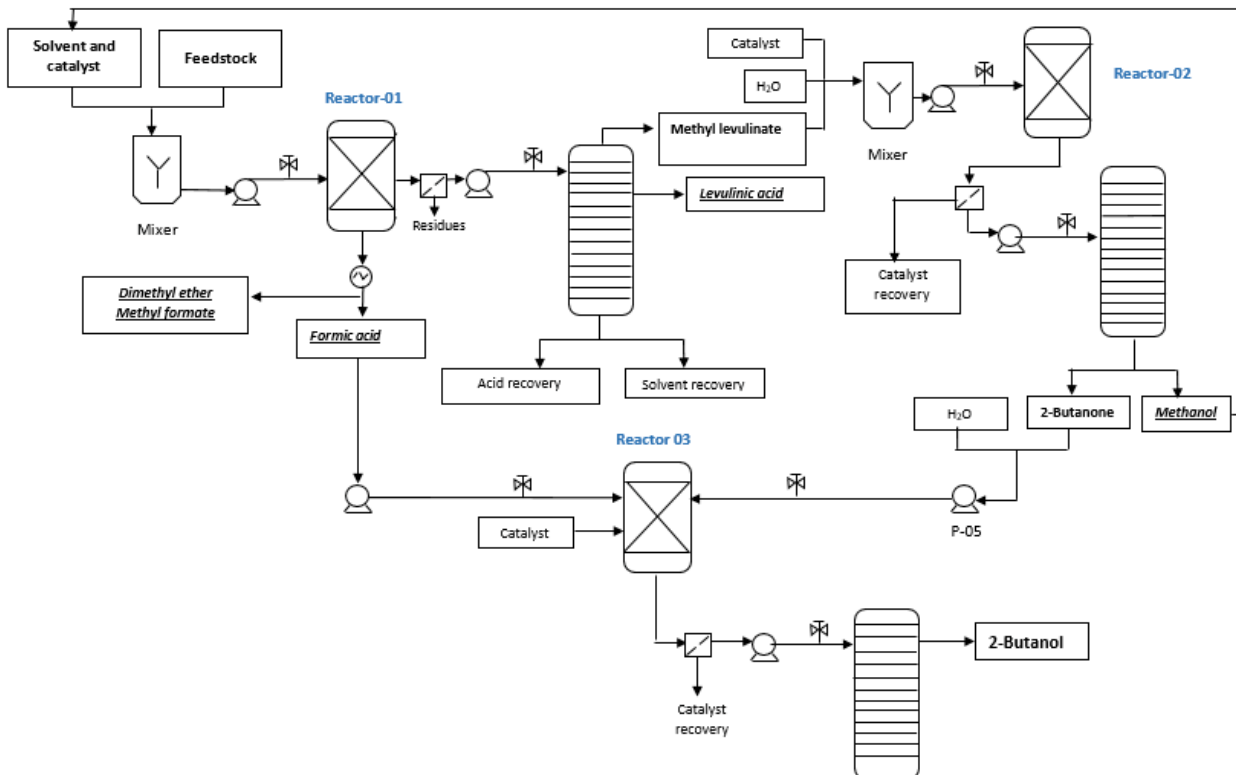 Solvent and
catalyst
Feedstock
Catalyst
H₂O
Reactor-02
Reactor-01
Methyl levulinate
Mixer
Levulinic acid
Residues
Mixer
Catalyst
recovery
Dimethyl ether
Methyl formate
Formic acid
Acid recovery
Solvent recovery
H₂O
2-Butanone
Methanol
Reactor 03
Catalyst
P-05
2-Butanol
Catalyst
recovery